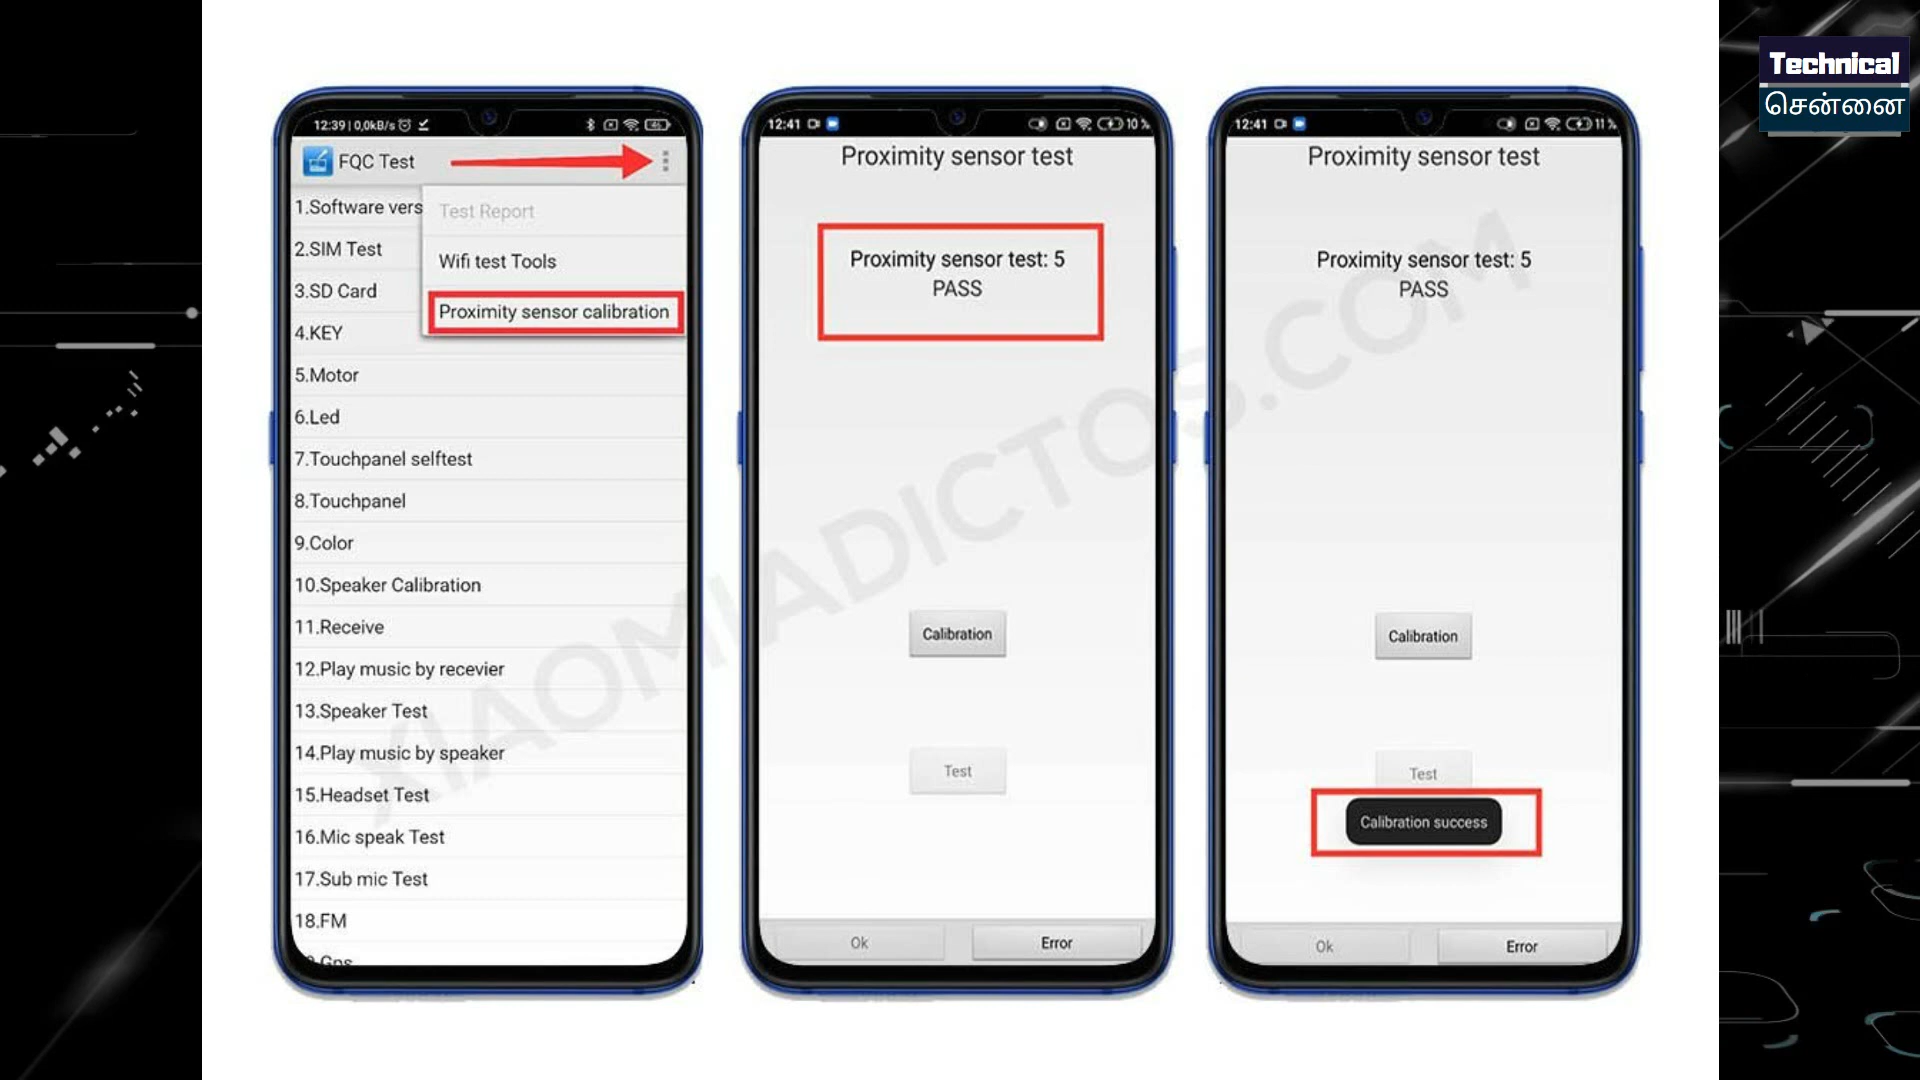 Technical
சென்னை
12:39 | 0,0kB/s
FQC Test
Test Report
Wifi test Tools
Proximity sensor calibration
1.Software vers
2.SIM Test
3.SD Card
4.KEY
5.Motor
6.Led
7.Touchpanel selftest
8.Touchpanel
9.Color
10.Speaker Calibration
11.Receive
12.Play music by recevier
13.Speaker Test
14.Play music by speaker
15.Headset Test
16.Mic speak Test
17.Sub mic Test
18.FM
12:41
10 %
Proximity sensor test
Proximity sensor test: 5
PASS
Calibration
Test
Ok
Error
12:41
11 %
Proximity sensor test
Proximity sensor test: 5
PASS
Calibration
Test
Calibration success
Ok
Error
XIAOMIADICTOS.COM